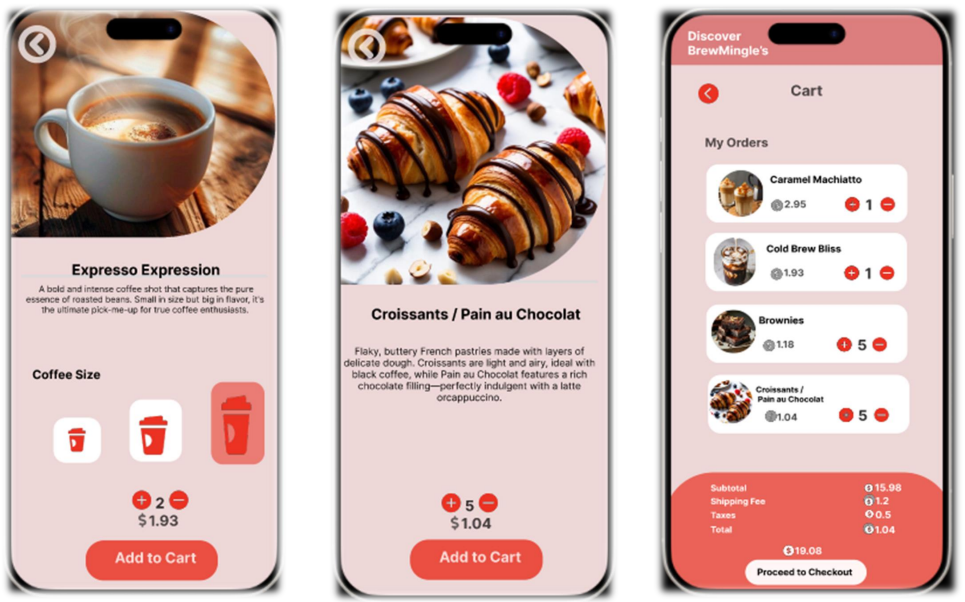 Expresso Expression
A bold and intense coffee shot that captures the pure
essence of roasted beans. Small in size but big in flavor, it's
the ultimate pick-me-up for true coffee enthusiasts.
Coffee Size
+ 2 −
$1.93
Add to Cart
Croissants / Pain au Chocolat
Flaky, buttery French pastries made with layers of
delicate dough. Croissants are light and airy, ideal with
black coffee, while Pain au Chocolat features a rich
chocolate filling—perfectly indulgent with a latte
orcappuccino.
+ 5 −
$1.04
Add to Cart
Discover
BrewMingle's
Cart
My Orders
Caramel Machiatto
2.95 − 1 −
Cold Brew Bliss
1.93 + 1 −
Brownies
1.18 + 5 −
Croissants /
Pain au Chocolat
1.04 + 5 −
Subtotal $15.98
Shipping Fee $1.2
Taxes $0.5
Total $1.04
$19.08
Proceed to Checkout